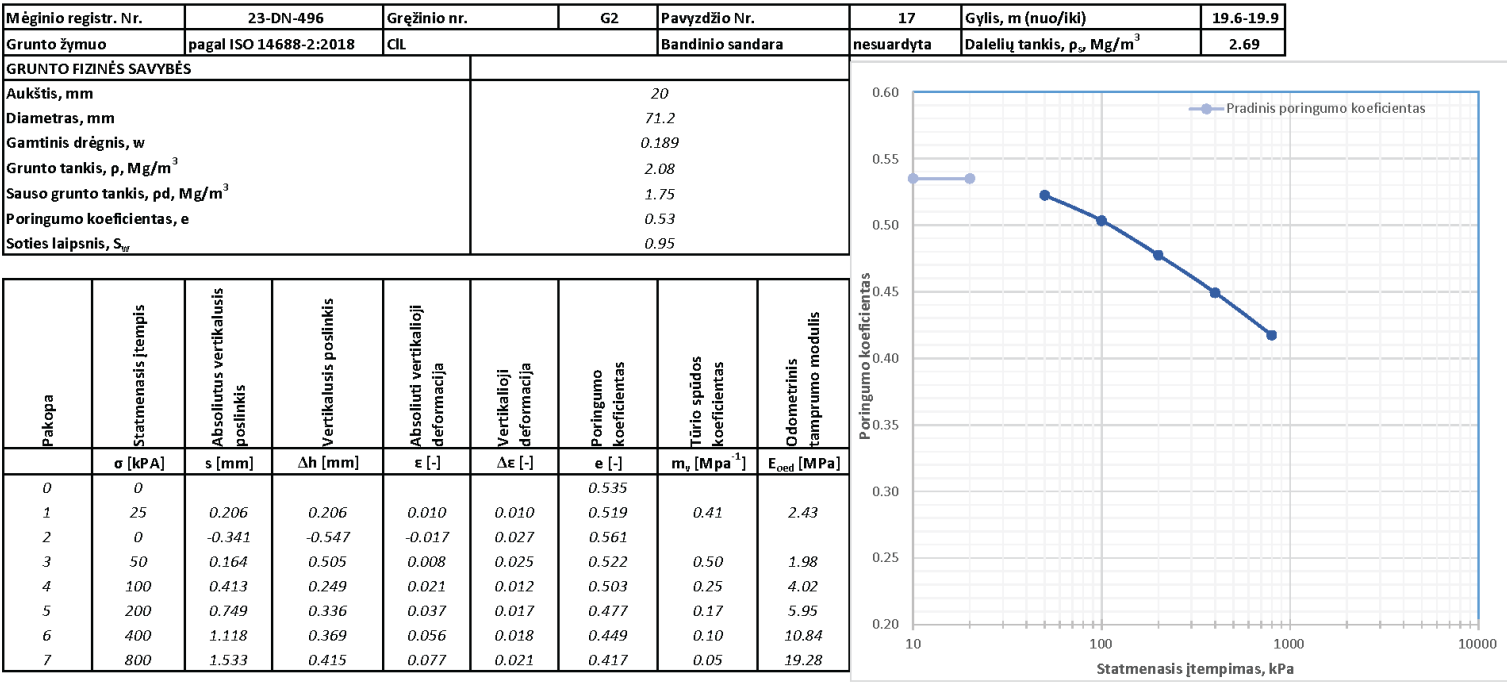 Mėginio registr. Nr. 23-DN-496 Gręžinio nr. G2 Pavyzdžio Nr. 17 Gylis, m (nuo/iki) 19.6-19.9
Grunto žymuo pagal ISO 14688-2:2018 ClL Bandinio sandara nesuardyta Dalelių tankis, ρs, Mg/m3 2.69
GRUNTO FIZINĖS SAVYBĖS
Aukštis, mm 20
Diametras, mm 71.2
Gamtinis drėgnis, w 0.189
Grunto tankis, ρ, Mg/m3 2.08
Sauso grunto tankis, ρd, Mg/m3 1.75
Poringumo koeficientas, e 0.53
Soties laipsnis, Sw 0.95
Pakopa
Statmenasis įtempis
Absoliutus vertikalusis
poslinkis
Vertikalusis poslinkis
Absoliuti vertikalioji
deformacija
Vertikalioji
deformacija
Poringumo
koeficientas
Tūrio spūdos
koeficientas
Odometrinis
tamprumo modulis
σ [kPA] s [mm] Δh [mm] ε [-] Δε [-] e [-] mv [Mpa-1] Eoed [MPa]
0 0 0.535
1 25 0.206 0.206 0.010 0.010 0.519 0.41 2.43
2 0 -0.341 -0.547 -0.017 0.027 0.561
3 50 0.164 0.505 0.008 0.025 0.522 0.50 1.98
4 100 0.413 0.249 0.021 0.012 0.503 0.25 4.02
5 200 0.749 0.336 0.037 0.017 0.477 0.17 5.95
6 400 1.118 0.369 0.056 0.018 0.449 0.10 10.84
7 800 1.533 0.415 0.077 0.021 0.417 0.05 19.28
Pradinis poringumo koeficientas
Poringumo koeficientas
0.60
0.55
0.50
0.45
0.40
0.35
0.30
0.25
0.20
10 100 1000 10000
Statmenasis įtempimas, kPa